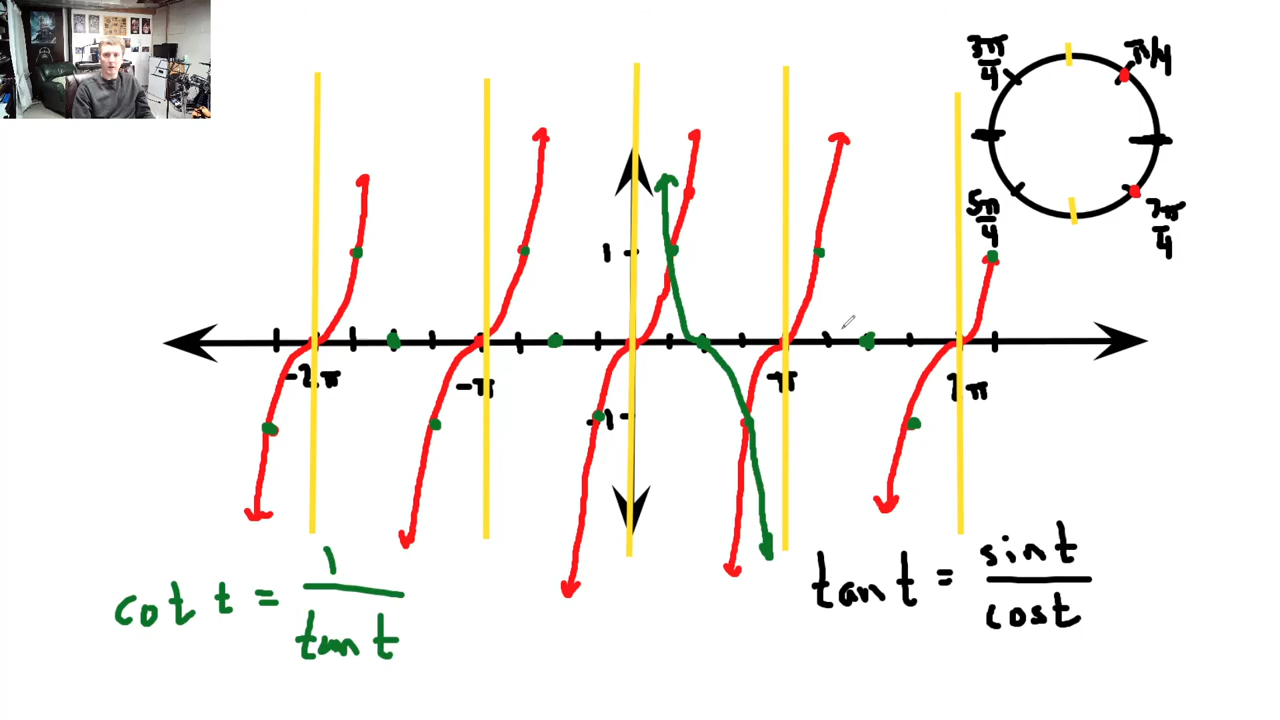 3π/4
π/4
5π/4
7π/4
1
-1
-2π
-π
π
2π
cot t = 1/tan t
tan t = sin t/cos t